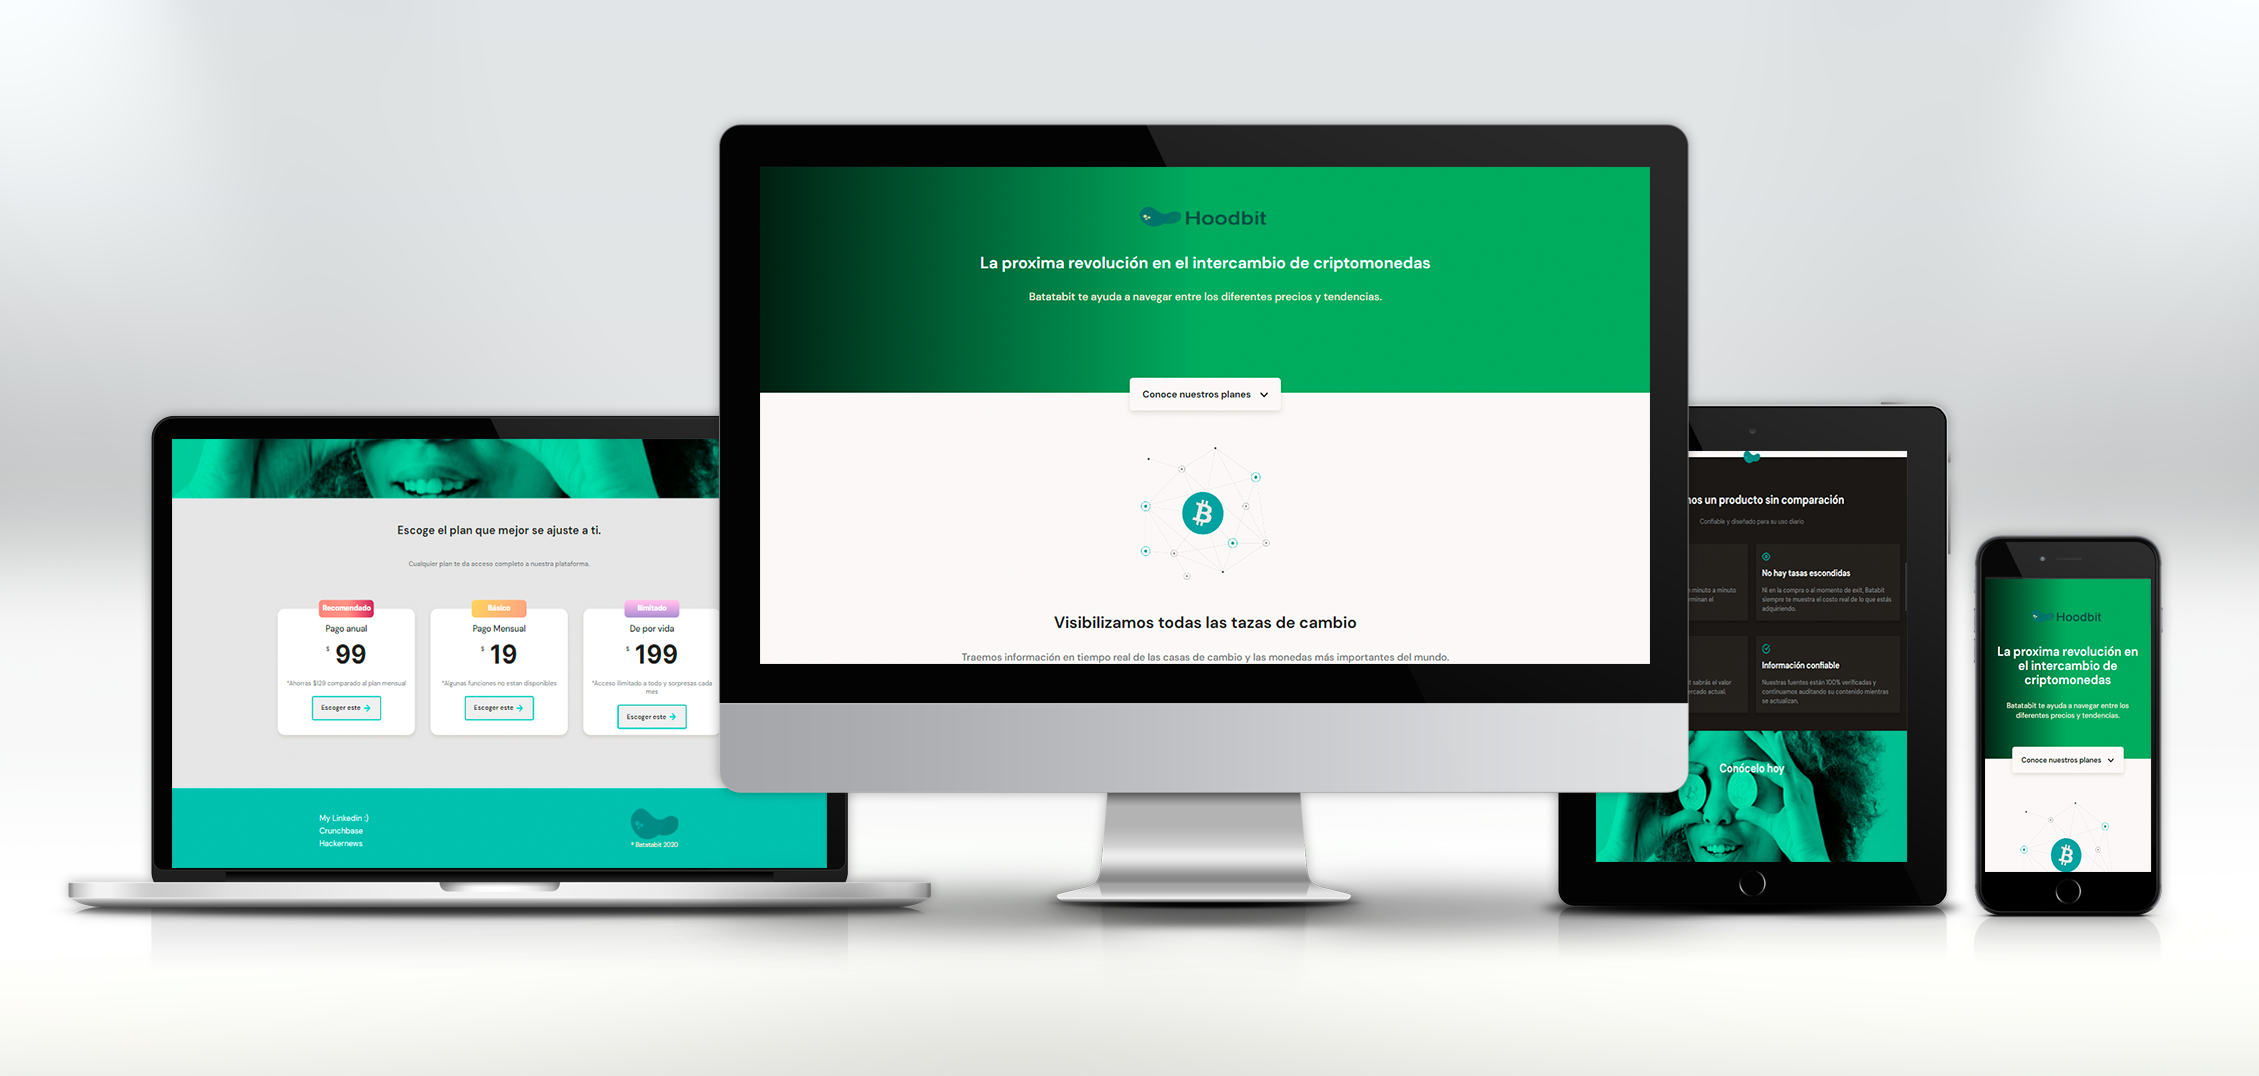 Hoodbit
La proxima revolución en el intercambio de criptomonedas
Batatabit te ayuda a navegar entre los diferentes precios y tendencias.
Conoce nuestros planes
Visibilizamos todas las tazas de cambio
Traemos información en tiempo real de las casas de cambio y las monedas más importantes del mundo.
Escoge el plan que mejor se ajuste a ti.
Cualquier plan te da acceso completo a nuestra plataforma.
Recomendado
Pago anual
$ 99
*Ahorras $129 comparado al plan mensual
Escoger este
Básico
Pago Mensual
$ 19
*Algunas funciones no estan disponibles
Escoger este
Ilimitado
De por vida
$ 199
*Acceso ilimitado a todo y sorpresas cada
mes
Escoger este
My Linkedin :)
Crunchbase
Hackernews
® Batatabit 2020
os un producto sin comparación
Confiable y diseñado para su uso diario
minuto a minuto
rminan el
No hay tasas escondidas
Ni en la compra o al momento de exit, Batabit
siempre te muestra el costo real de lo que estás
adquiriendo.
it sabrás el valor
ercado actual.
Información confiable
Nuestras fuentes están 100% verificadas y
continuamos auditando su contenido mientras
se actualizan.
Conócelo hoy
Hoodbit
La proxima revolución en
el intercambio de
criptomonedas
Batatabit te ayuda a navegar entre los
diferentes precios y tendencias.
Conoce nuestros planes